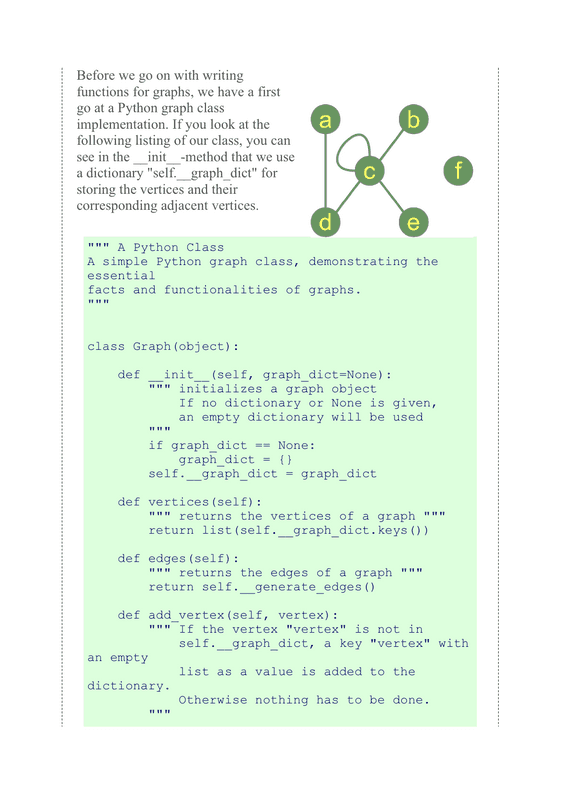 Before we go on with writing
functions for graphs, we have a first
go at a Python graph class
implementation. If you look at the
following listing of our class, you can
see in the __init__-method that we use
a dictionary "self.__graph_dict" for
storing the vertices and their
corresponding adjacent vertices.
a b
c f
d e
""" A Python Class
A simple Python graph class, demonstrating the
essential
facts and functionalities of graphs.
"""
class Graph(object):
    def __init__(self, graph_dict=None):
        """ initializes a graph object
            If no dictionary or None is given,
            an empty dictionary will be used
        """
        if graph_dict == None:
            graph_dict = {}
        self.__graph_dict = graph_dict
    def vertices(self):
        """ returns the vertices of a graph """
        return list(self.__graph_dict.keys())
    def edges(self):
        """ returns the edges of a graph """
        return self.__generate_edges()
    def add_vertex(self, vertex):
        """ If the vertex "vertex" is not in
            self.__graph_dict, a key "vertex" with
an empty
            list as a value is added to the
dictionary.
            Otherwise nothing has to be done.
        """